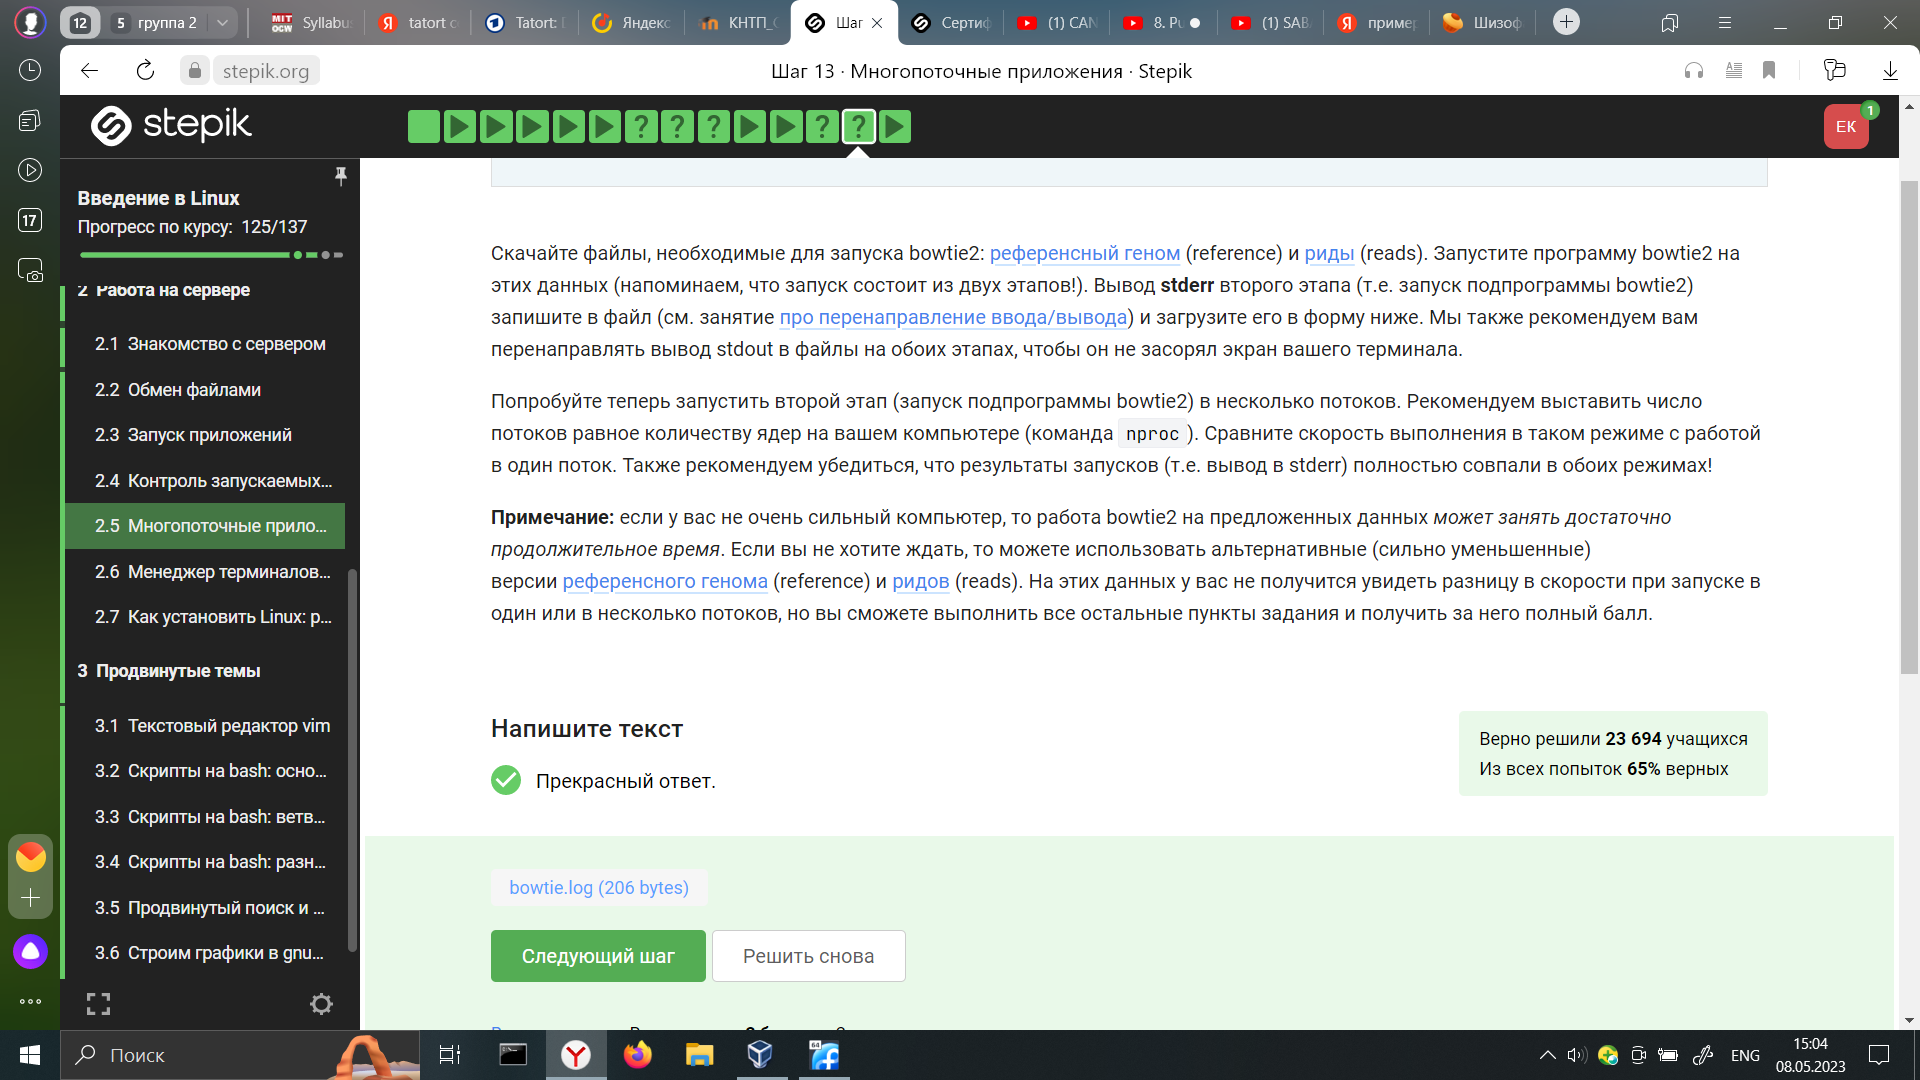 12
5 группа 2
Syllabu
tatort c
Tatort: 
Яндекс
КНТП_
Шаг
Сертиф
(1) CAN
8. Pu
(1) SAB
пример
Шизоф
stepik.org
Шаг 13 · Многопоточные приложения · Stepik
stepik
ЕК
1
17
Введение в Linux
Прогресс по курсу: 125/137
2 Работа на сервере
2.1 Знакомство с сервером
2.2 Обмен файлами
2.3 Запуск приложений
2.4 Контроль запускаемых...
2.5 Многопоточные прило...
2.6 Менеджер терминалов...
2.7 Как установить Linux: р...
3 Продвинутые темы
3.1 Текстовый редактор vim
3.2 Скрипты на bash: осно...
3.3 Скрипты на bash: ветв...
3.4 Скрипты на bash: разн...
3.5 Продвинутый поиск и ...
3.6 Строим графики в gnu...
Скачайте файлы, необходимые для запуска bowtie2: референсный геном (reference) и риды (reads). Запустите программу bowtie2 на
этих данных (напоминаем, что запуск состоит из двух этапов!). Вывод stderr второго этапа (т.е. запуск подпрограммы bowtie2)
запишите в файл (см. занятие про перенаправление ввода/вывода) и загрузите его в форму ниже. Мы также рекомендуем вам
перенаправлять вывод stdout в файлы на обоих этапах, чтобы он не засорял экран вашего терминала.
Попробуйте теперь запустить второй этап (запуск подпрограммы bowtie2) в несколько потоков. Рекомендуем выставить число
потоков равное количеству ядер на вашем компьютере (команда nproc ). Сравните скорость выполнения в таком режиме с работой
в один поток. Также рекомендуем убедиться, что результаты запусков (т.е. вывод в stderr) полностью совпали в обоих режимах!
Примечание: если у вас не очень сильный компьютер, то работа bowtie2 на предложенных данных может занять достаточно
продолжительное время. Если вы не хотите ждать, то можете использовать альтернативные (сильно уменьшенные)
версии референсного генома (reference) и ридов (reads). На этих данных у вас не получится увидеть разницу в скорости при запуске в
один или в несколько потоков, но вы сможете выполнить все остальные пункты задания и получить за него полный балл.
Напишите текст
Прекрасный ответ.
Верно решили 23 694 учащихся
Из всех попыток 65% верных
bowtie.log (206 bytes)
Следующий шаг
Решить снова
Поиск
ENG
15:04
08.05.2023